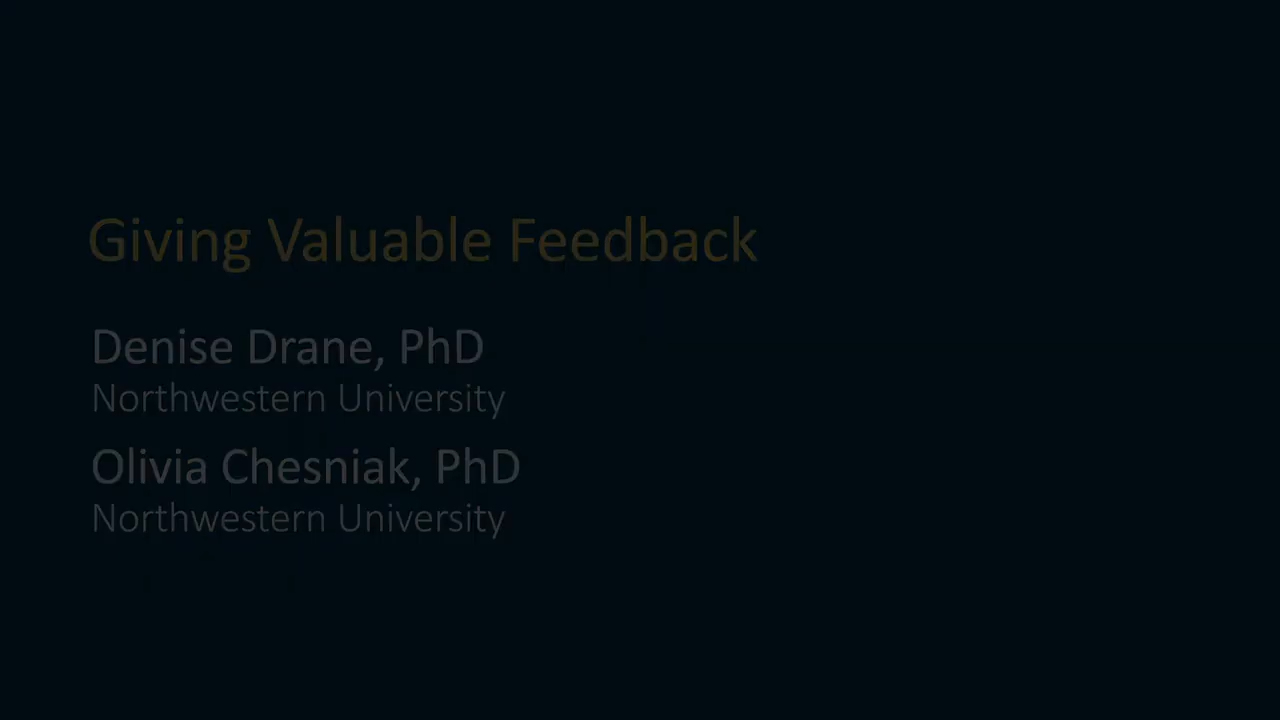 Giving Valuable Feedback
Denise Drane, PhD
Northwestern University
Olivia Chesniak, PhD
Northwestern University